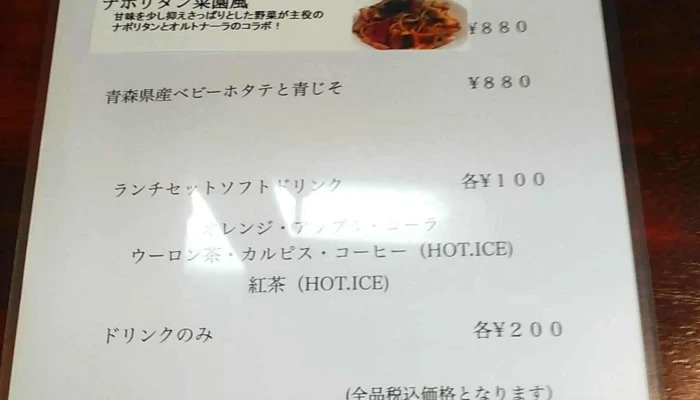 ナポリタン菜園風
甘味を少し抑えさっぱりとした野菜が主役の
ナポリタンとオルトナーラのコラボ!
¥880
青森県産ベビーホタテと青じそ ¥880
ランチセットソフトドリンク 各¥100
オレンジ・アップル・コーラ
ウーロン茶・カルピス・コーヒー (HOT.ICE)
紅茶 (HOT.ICE)
ドリンクのみ 各¥200
(全品税込価格となります)